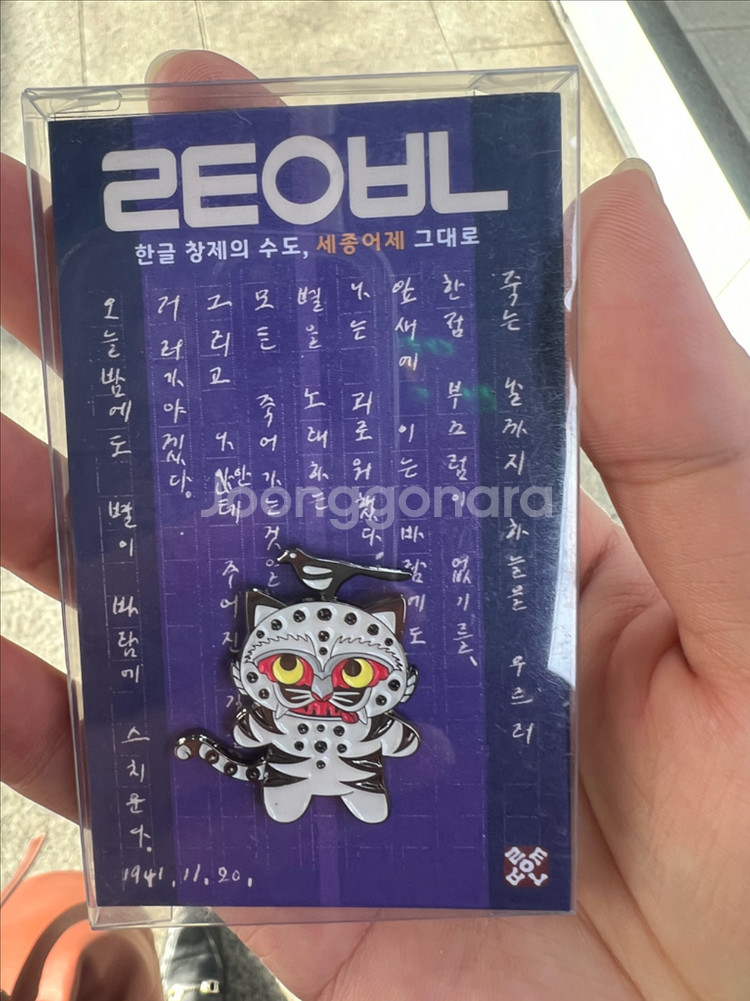 ㄹㅌㅇㅂㄴ
한글 창제의 수도, 세종어제 그대로
죽는 날까지 하늘을 우르러
한점 부끄럼이 없기를,
잎새에 이는 바람에도
나는 괴로워했다.
별을 노래하는
모든 죽어가는것을
그리고 나안테 주어진
거러가야겠다.
오늘밤에도 별이 바람에 스치운다.
1941.11.20.
Joonggonara